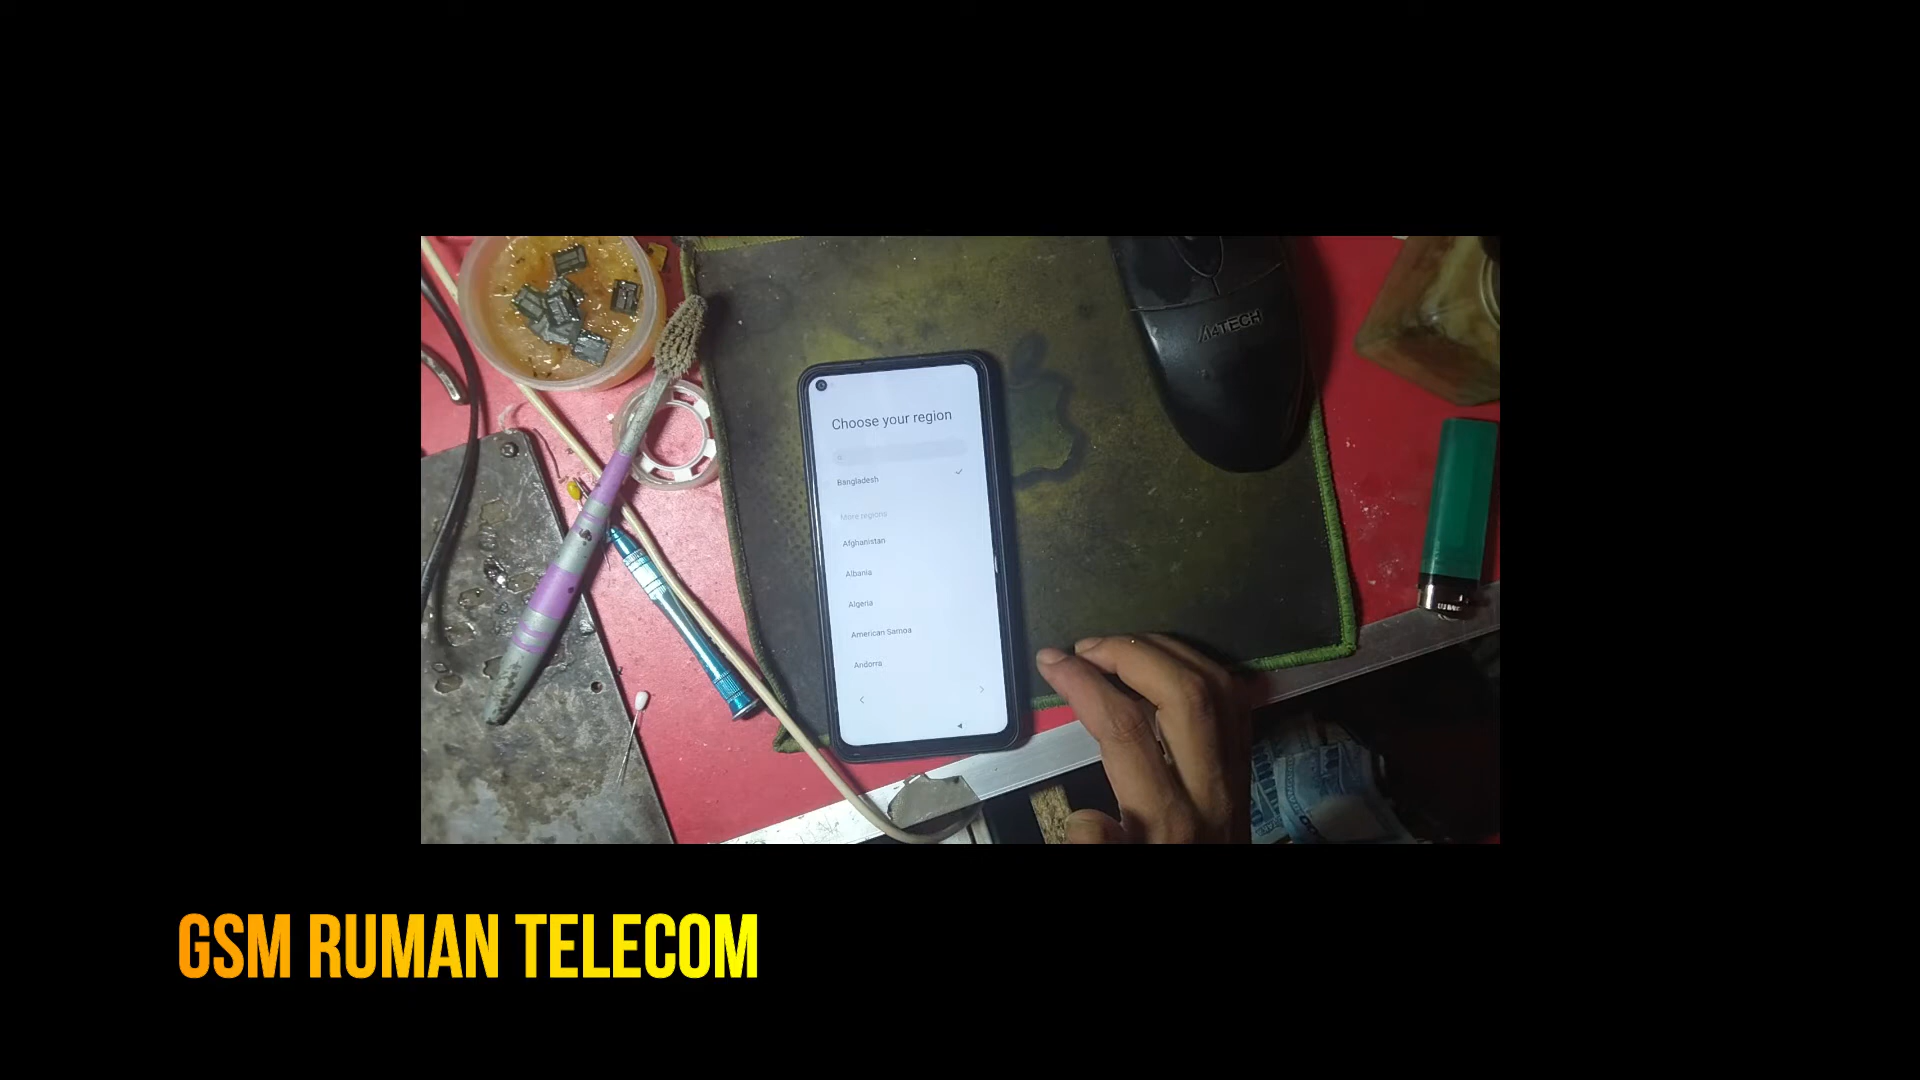 A4TECH
Choose your region
Bangladesh
More regions
Afghanistan
Albania
Algeria
American Samoa
Andorra
GSM RUMAN TELECOM